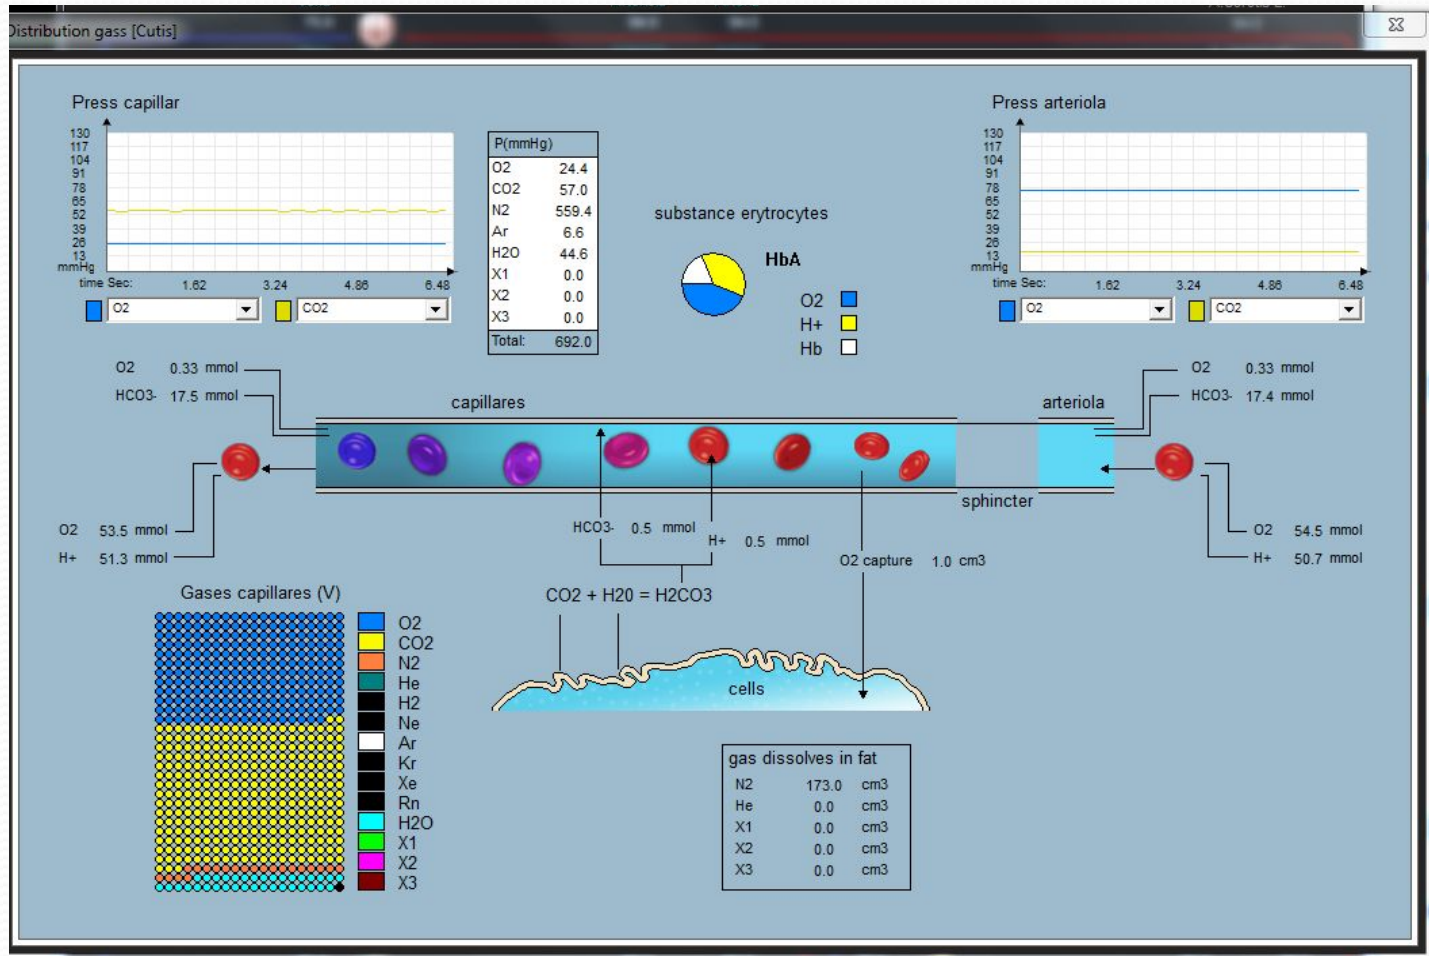 Distribution gass [Cutis]
Press capillar
130
117
104
91
78
65
52
39
26
13
mmHg
time Sec: 1.62 3.24 4.86 6.48
O2 CO2
P(mmHg)
O2 24.4
CO2 57.0
N2 559.4
Ar 6.6
H2O 44.6
X1 0.0
X2 0.0
X3 0.0
Total: 692.0
substance erytrocytes
HbA
O2
H+
Hb
Press arteriola
130
117
104
91
78
65
52
39
26
13
mmHg
time Sec: 1.62 3.24 4.86 6.48
O2 CO2
O2 0.33 mmol
HCO3- 17.5 mmol
capillares
arteriola
O2 0.33 mmol
HCO3- 17.4 mmol
sphincter
O2 53.5 mmol
H+ 51.3 mmol
HCO3- 0.5 mmol
H+ 0.5 mmol
O2 capture 1.0 cm3
O2 54.5 mmol
H+ 50.7 mmol
CO2 + H20 = H2CO3
cells
Gases capillares (V)
O2
CO2
N2
He
H2
Ne
Ar
Kr
Xe
Rn
H2O
X1
X2
X3
gas dissolves in fat
N2 173.0 cm3
He 0.0 cm3
X1 0.0 cm3
X2 0.0 cm3
X3 0.0 cm3